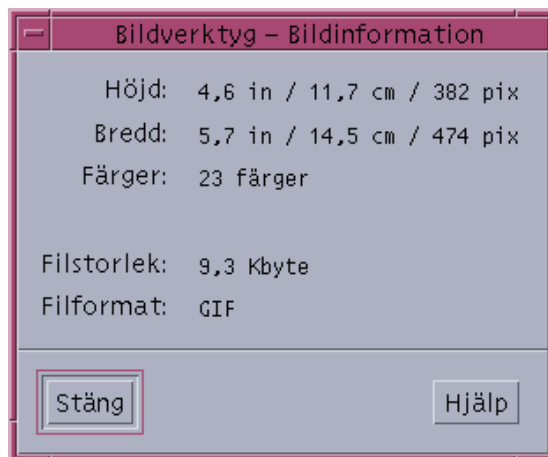 Bildverktyg – Bildinformation
Höjd: 4,6 in / 11,7 cm / 382 pix
Bredd: 5,7 in / 14,5 cm / 474 pix
Färger: 23 färger
Filstorlek: 9,3 Kbyte
Filformat: GIF
Stäng Hjälp